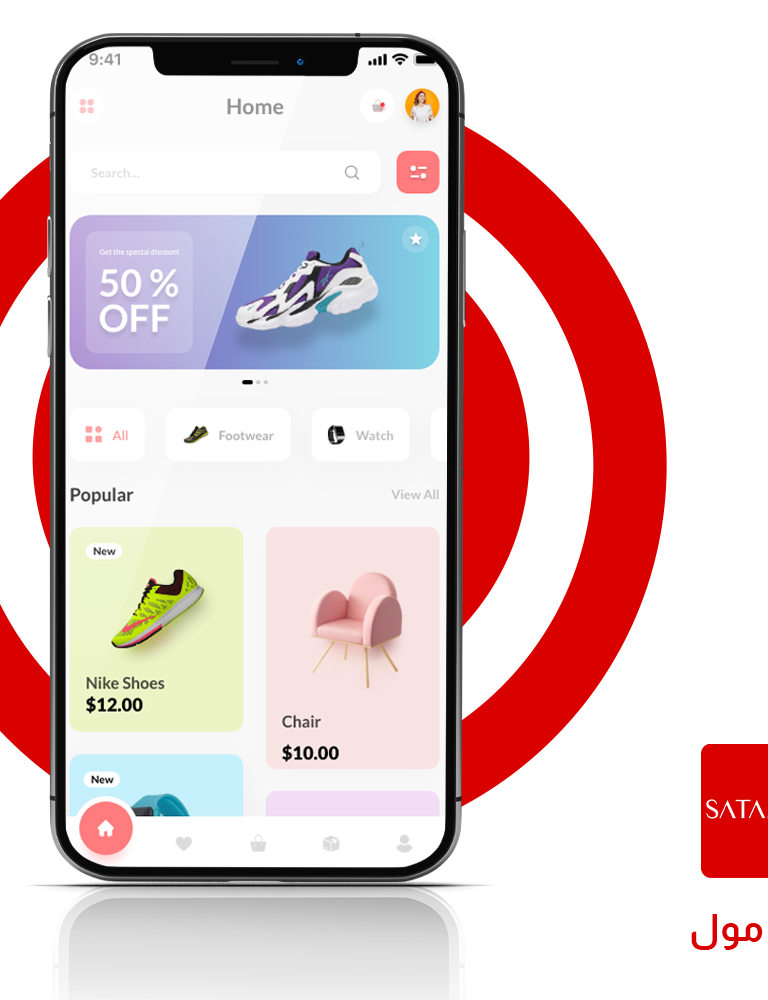 9:41
Home
Search...
Get the special discount
50 %
OFF
All
Footwear
Watch
Popular
View All
New
Nike Shoes
$12.00
Chair
$10.00
New
SATA
مول